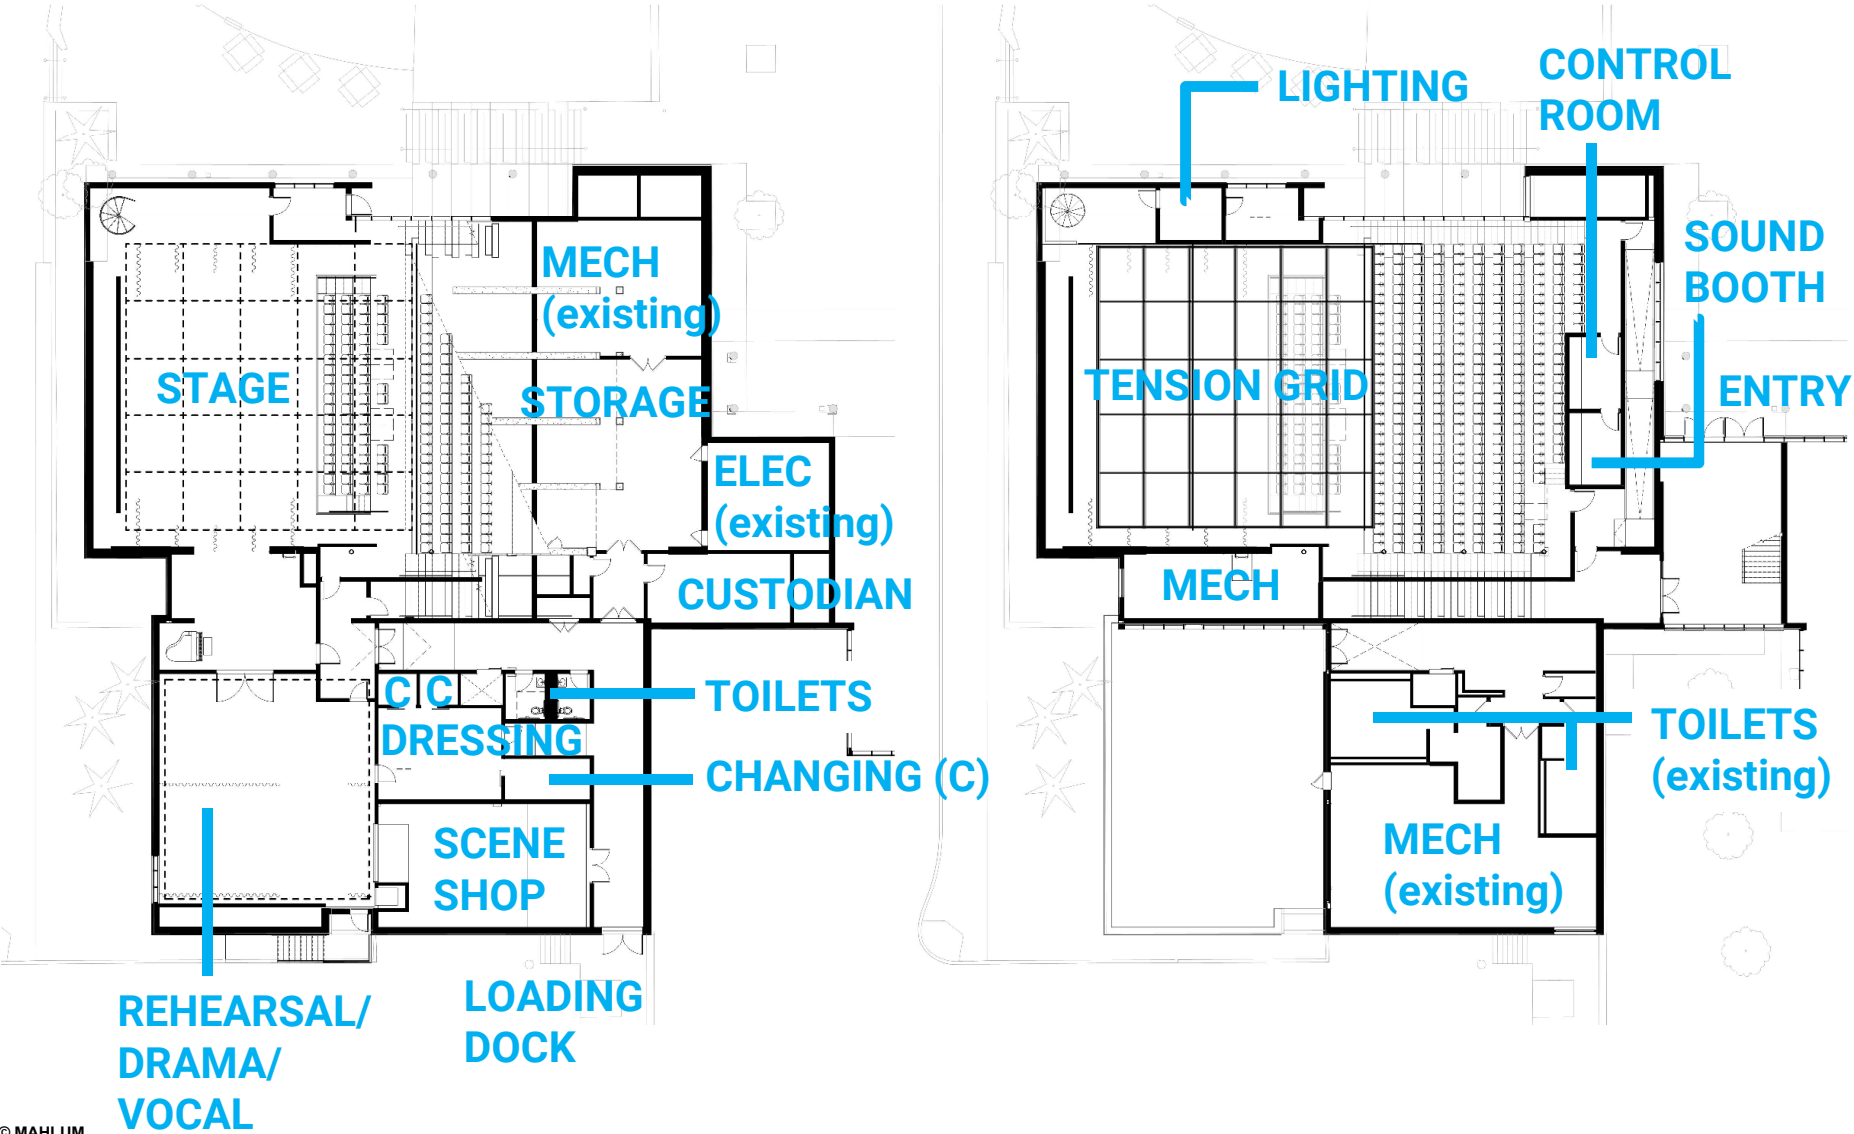 MECH
(existing)
STAGE
STORAGE
ELEC
(existing)
CUSTODIAN
C C
TOILETS
DRESSING
CHANGING (C)
SCENE
SHOP
REHEARSAL/
DRAMA/
VOCAL
LOADING
DOCK
LIGHTING
CONTROL
ROOM
SOUND
BOOTH
TENSION GRID
ENTRY
MECH
TOILETS
(existing)
MECH
(existing)
© MAHLUM